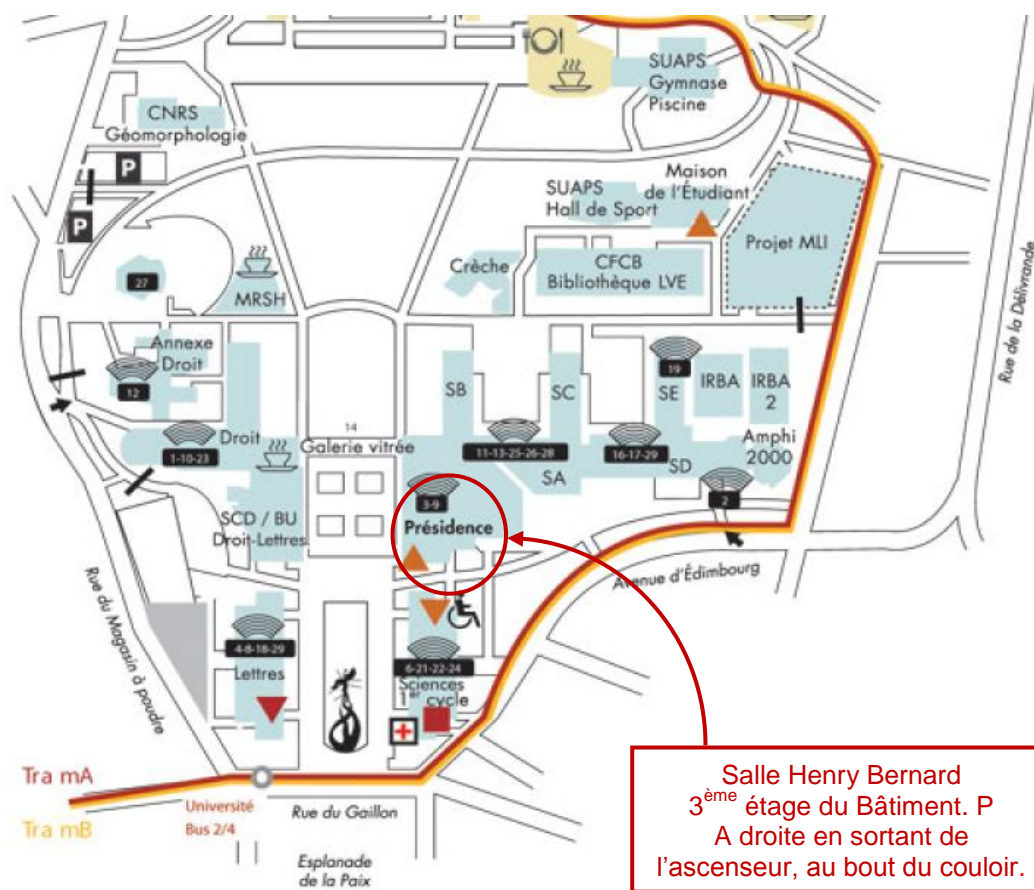 SUAPS
Gymnase
Piscine
CNRS
Géomorphologie
P
P
SUAPS
Hall de Sport
Maison
de l'Étudiant
Projet MLI
Crèche
CFCB
Bibliothèque LVE
27
MRSH
Rue de la Délivrande
Annexe
Droit
12
SB
SC
19
SE
IRBA
IRBA
2
14
Galerie vitrée
Droit
1-10-23
11-13-25-26-28
16-17-29
SA
SD
Amphi
2000
3-9
2
Présidence
SCD / BU
Droit-Lettres
Avenue d'Édimbourg
Rue du Magasin à poudre
4-8-18-29
Lettres
6-21-22-24
Sciences
1er cycle
Tra mA
Tra mB
Université
Bus 2/4
Rue du Gaillon
Esplanade
de la Paix
Salle Henry Bernard
3ème étage du Bâtiment. P
A droite en sortant de
l'ascenseur, au bout du couloir.